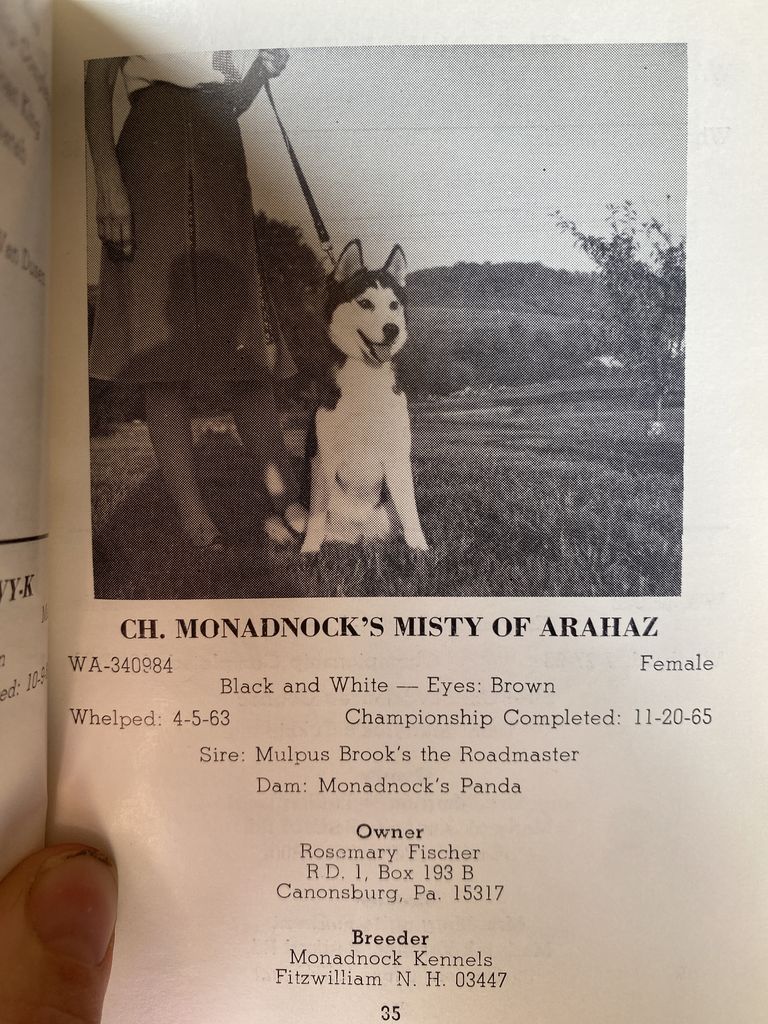 CH. MONADNOCK'S MISTY OF ARAHAZ
WA-340984 Female
Black and White — Eyes: Brown
Whelped: 4-5-63 Championship Completed: 11-20-65
Sire: Mulpus Brook's the Roadmaster
Dam: Monadnock's Panda
Owner
Rosemary Fischer
R.D. 1, Box 193 B
Canonsburg, Pa. 15317
Breeder
Monadnock Kennels
Fitzwilliam N. H. 03447
35